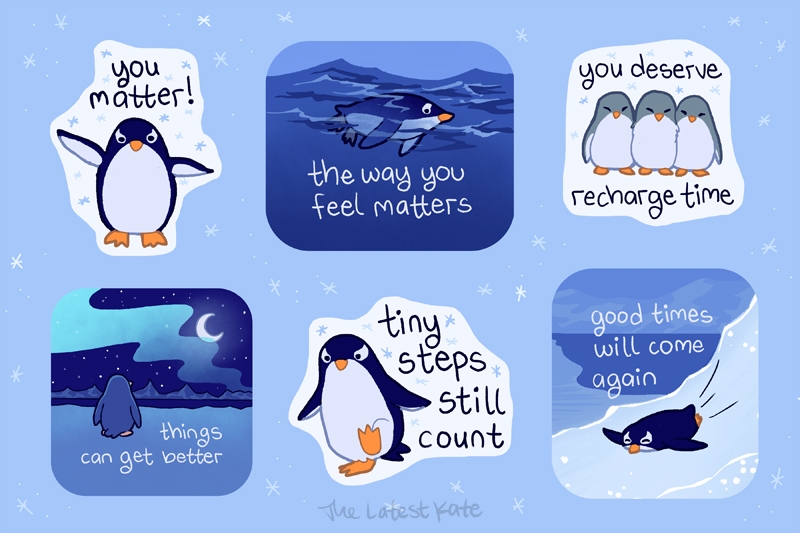 you
matter!
the way you
feel matters
you deserve
recharge time
things
can get better
tiny
steps
still
count
good times
will come
again
The Latest Kate